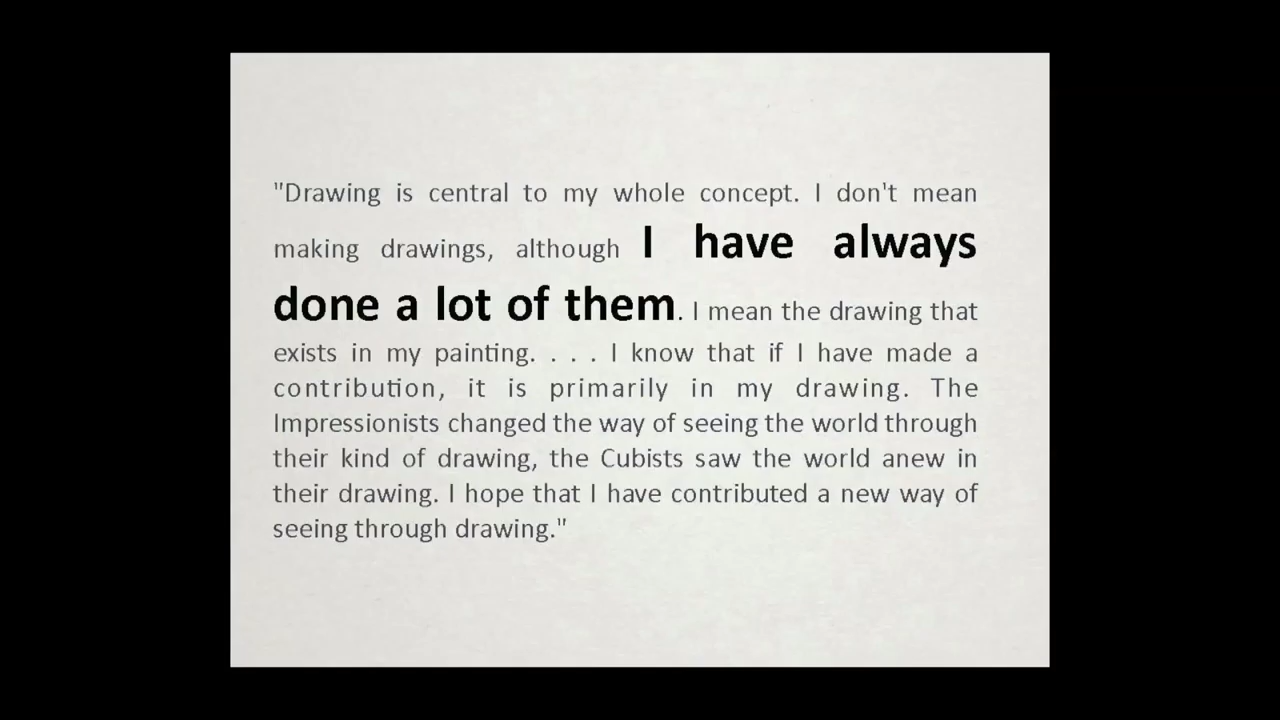 "Drawing is central to my whole concept. I don't mean
making drawings, although I have always
done a lot of them. I mean the drawing that
exists in my painting. . . . I know that if I have made a
contribution, it is primarily in my drawing. The
Impressionists changed the way of seeing the world through
their kind of drawing, the Cubists saw the world anew in
their drawing. I hope that I have contributed a new way of
seeing through drawing."